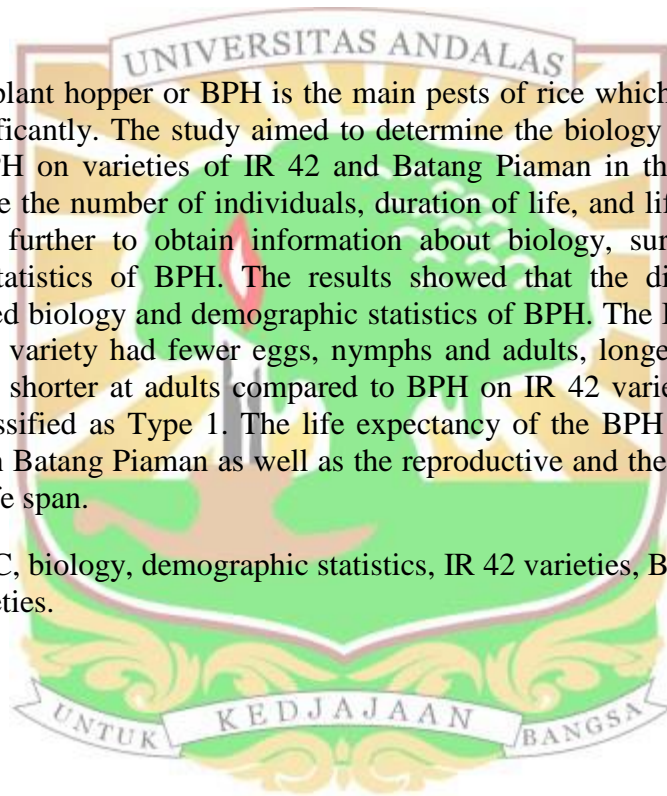 UNIVERSITAS ANDALAS
plant hopper or BPH is the main pests of rice which
ficantly. The study aimed to determine the biology
PH on varieties of IR 42 and Batang Piaman in th
e the number of individuals, duration of life, and lif
further to obtain information about biology, sur
tatistics of BPH. The results showed that the di
ed biology and demographic statistics of BPH. The
variety had fewer eggs, nymphs and adults, longe
shorter at adults compared to BPH on IR 42 varie
ssified as Type 1. The life expectancy of the BPH
n Batang Piaman as well as the reproductive and the
fe span.
C, biology, demographic statistics, IR 42 varieties, B
eties.
UNTUK KEDJAJAAN BANGSA